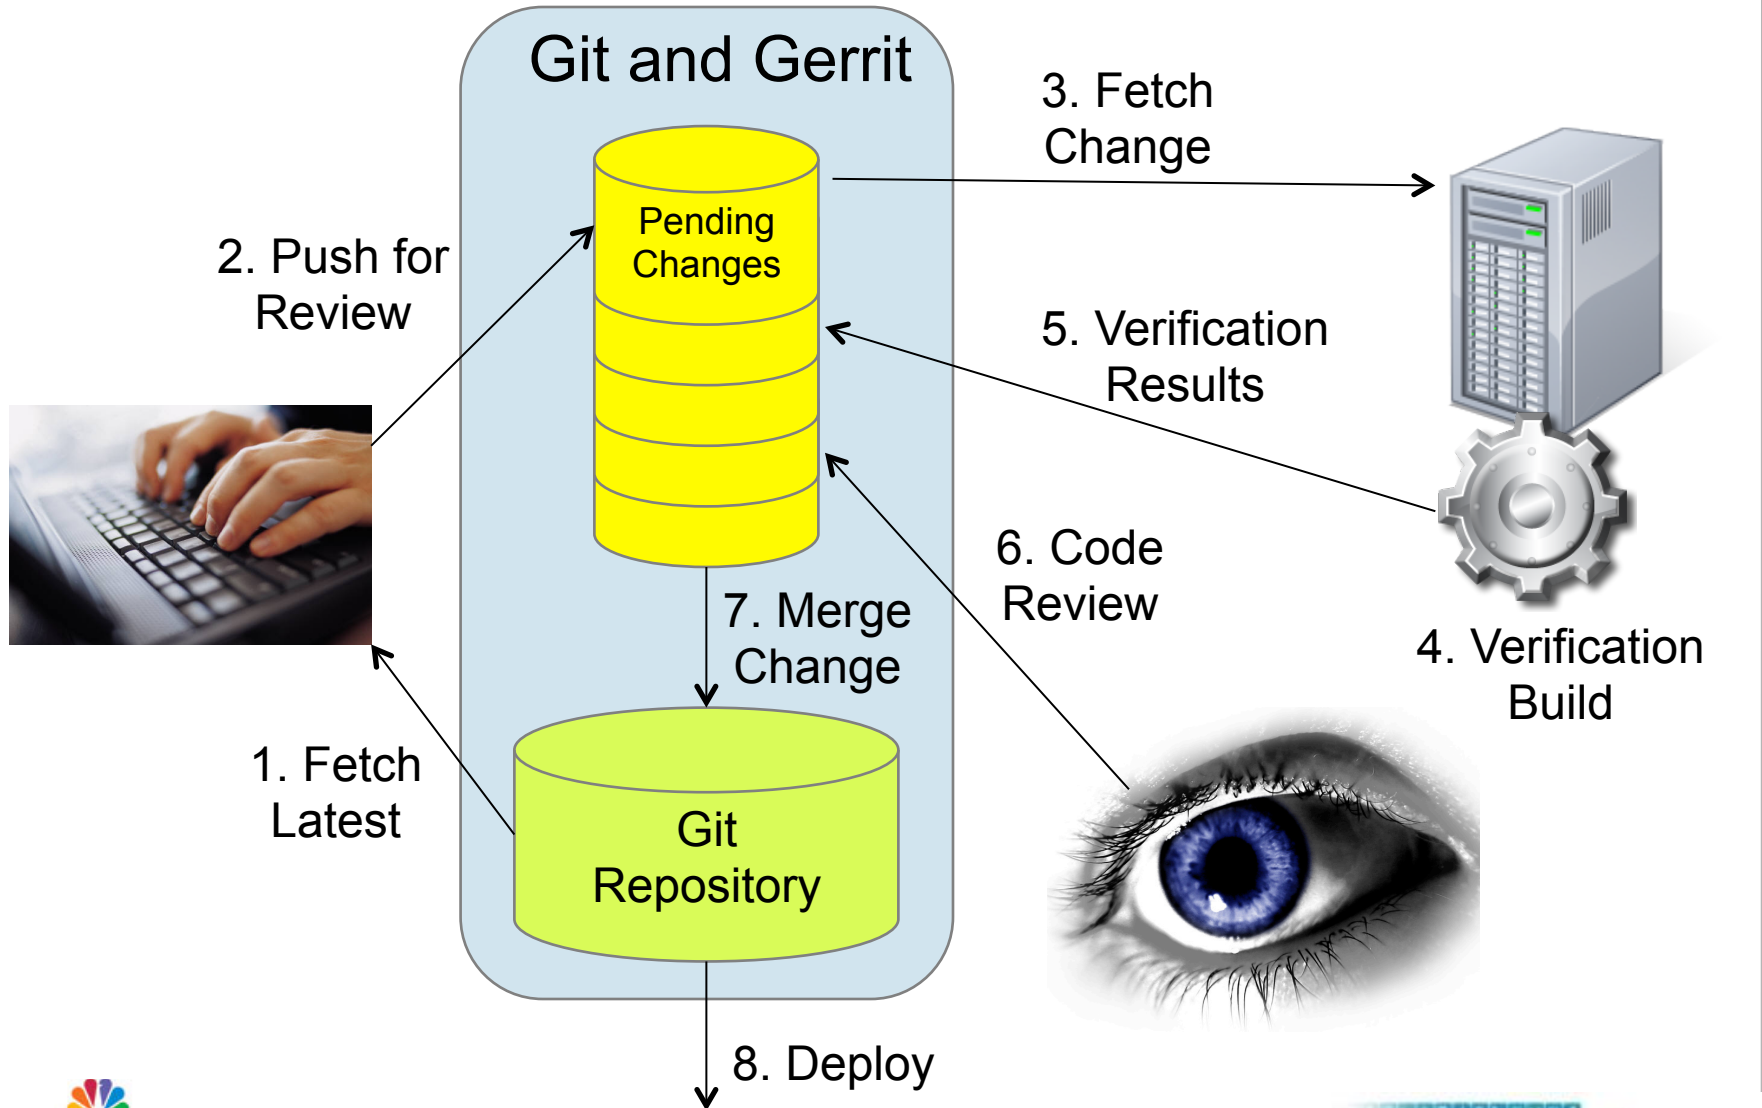 Git and Gerrit
3. Fetch
Change
Pending
Changes
2. Push for
Review
5. Verification
Results
6. Code
Review
7. Merge
Change
4. Verification
Build
1. Fetch
Latest
Git
Repository
8. Deploy